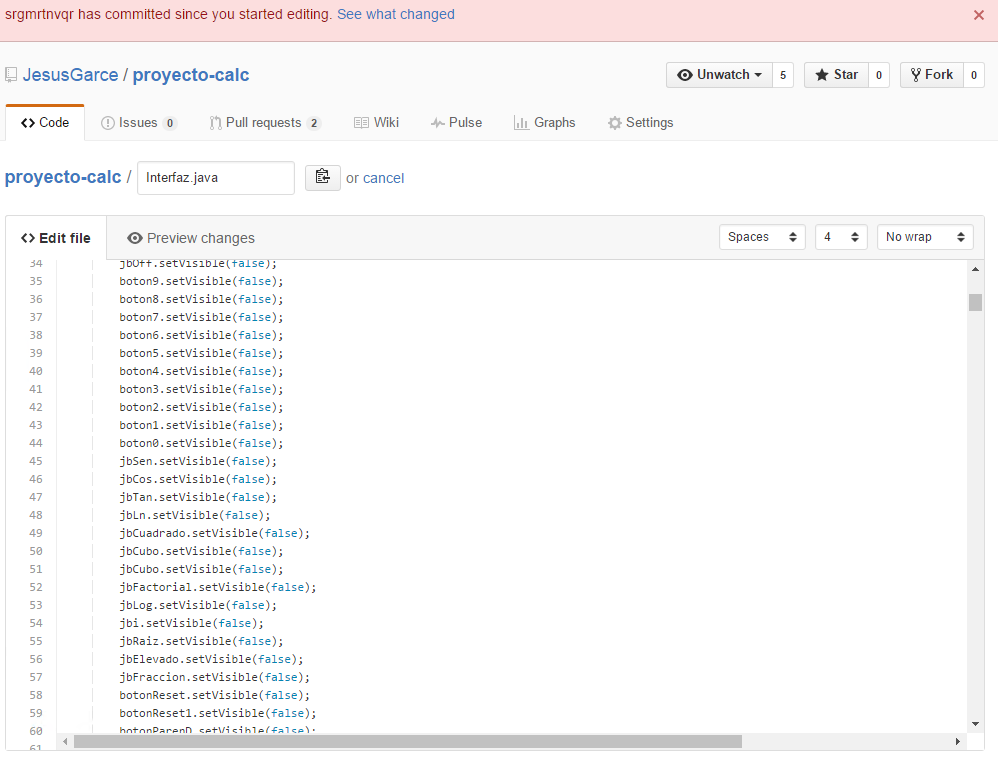 srgmrtnvqr has committed since you started editing. See what changed
JesusGarce / proyecto-calc
Unwatch 5 Star 0 Fork 0
Code Issues 0 Pull requests 2 Wiki Pulse Graphs Settings
proyecto-calc / Interfaz.java or cancel
Edit file Preview changes Spaces 4 No wrap
34 jbOff.setVisible(false);
35 boton9.setVisible(false);
36 boton8.setVisible(false);
37 boton7.setVisible(false);
38 boton6.setVisible(false);
39 boton5.setVisible(false);
40 boton4.setVisible(false);
41 boton3.setVisible(false);
42 boton2.setVisible(false);
43 boton1.setVisible(false);
44 boton0.setVisible(false);
45 jbSen.setVisible(false);
46 jbCos.setVisible(false);
47 jbTan.setVisible(false);
48 jbLn.setVisible(false);
49 jbCuadrado.setVisible(false);
50 jbCubo.setVisible(false);
51 jbCubo.setVisible(false);
52 jbFactorial.setVisible(false);
53 jbLog.setVisible(false);
54 jbi.setVisible(false);
55 jbRaiz.setVisible(false);
56 jbElevado.setVisible(false);
57 jbFraccion.setVisible(false);
58 botonReset.setVisible(false);
59 botonReset1.setVisible(false);
60 botonParenD.setVisible(false);
61